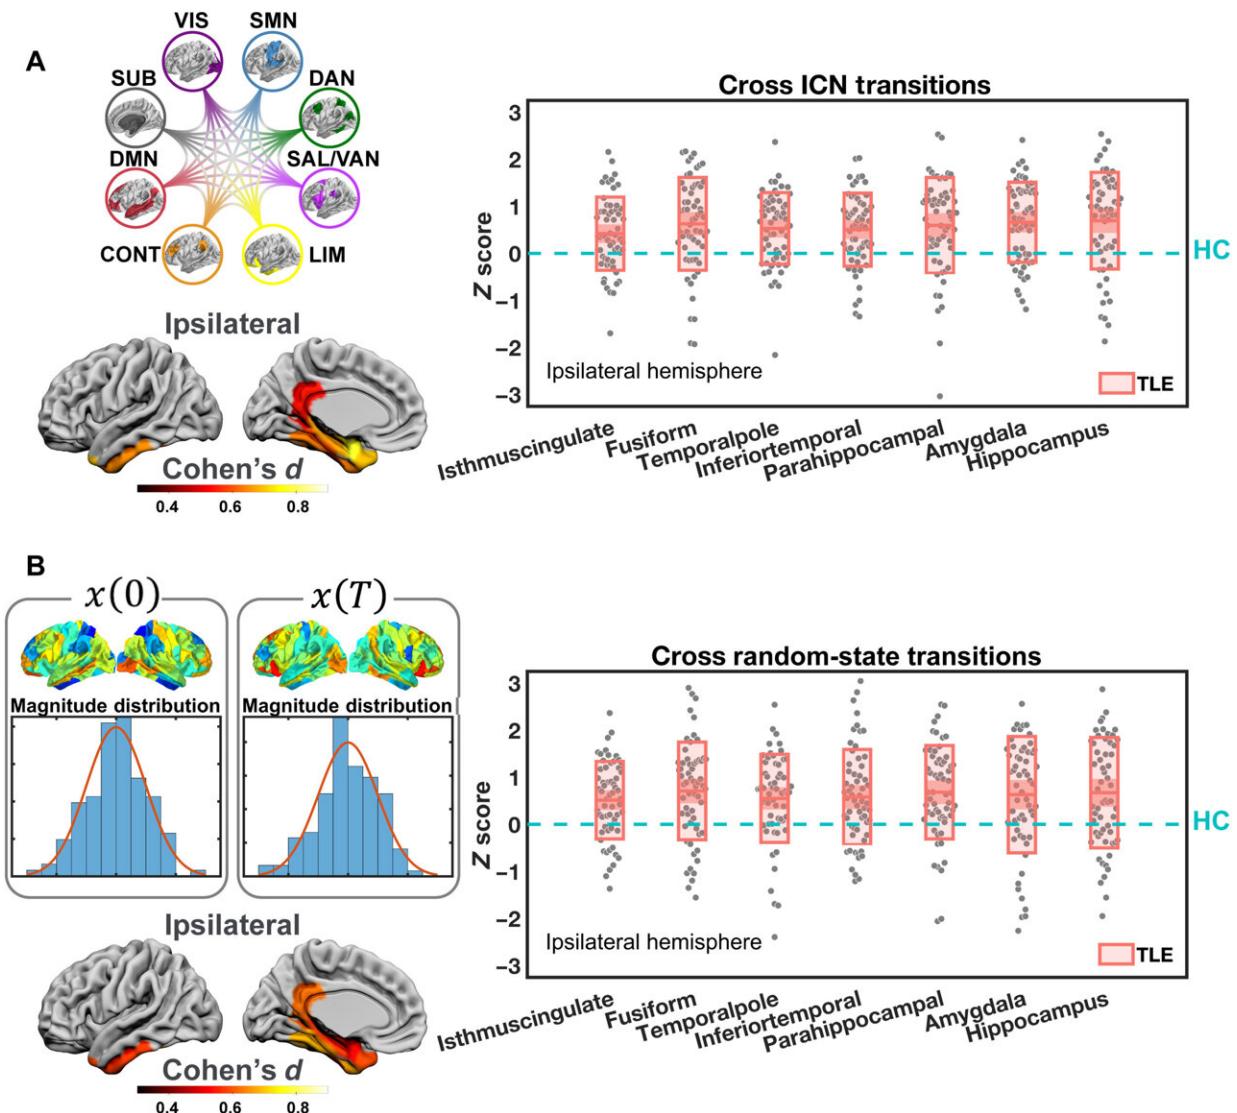 A
VIS
SMN
SUB
DAN
DMN
SAL/VAN
CONT
LIM
Ipsilateral
Cohen's d
0.4 0.6 0.8
Cross ICN transitions
Z score
3
2
1
0
−1
−2
−3
HC
Ipsilateral hemisphere
TLE
Isthmuscingulate
Fusiform
Temporalpole
Inferiortemporal
Parahippocampal
Amygdala
Hippocampus
B
x(0)
x(T)
Magnitude distribution
Magnitude distribution
Ipsilateral
Cohen's d
0.4 0.6 0.8
Cross random-state transitions
Z score
3
2
1
0
−1
−2
−3
HC
Ipsilateral hemisphere
TLE
Isthmuscingulate
Fusiform
Temporalpole
Inferiortemporal
Parahippocampal
Amygdala
Hippocampus